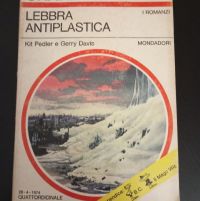 LEBBRA
ANTIPLASTICA
I ROMANZI
Kit Pedler e Gerry Davis
MONDADORI
28-4-1974
QUATTORDICINALE